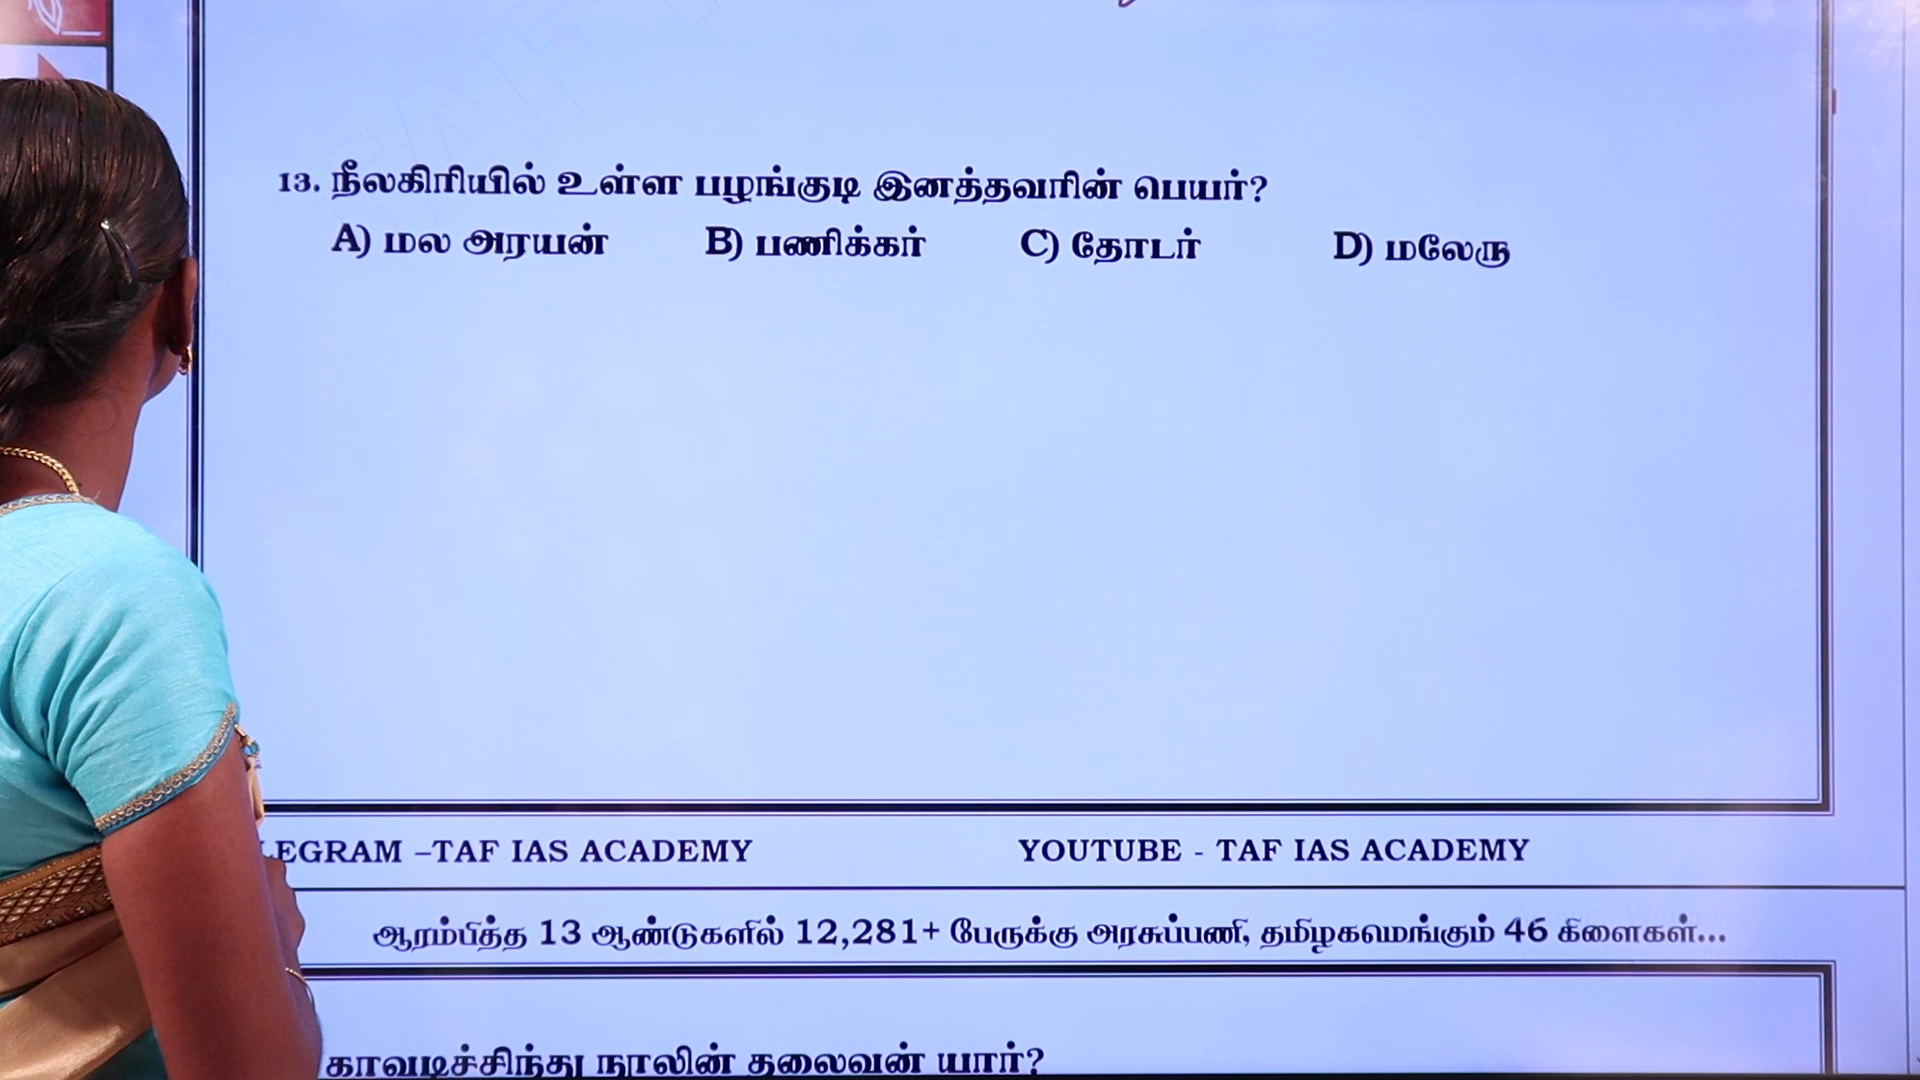 13. நீலகிரியில் உள்ள பழங்குடி இனத்தவரின் பெயர்?
A) மல அரயன் B) பணிக்கர் C) தோடர் D) மலேரு
LEGRAM –TAF IAS ACADEMY YOUTUBE - TAF IAS ACADEMY
ஆரம்பித்த 13 ஆண்டுகளில் 12,281+ பேருக்கு அரசுப்பணி, தமிழகமெங்கும் 46 கிளைகள்...
காவடிச்சிந்து நூலின் தலைவன் யார்?